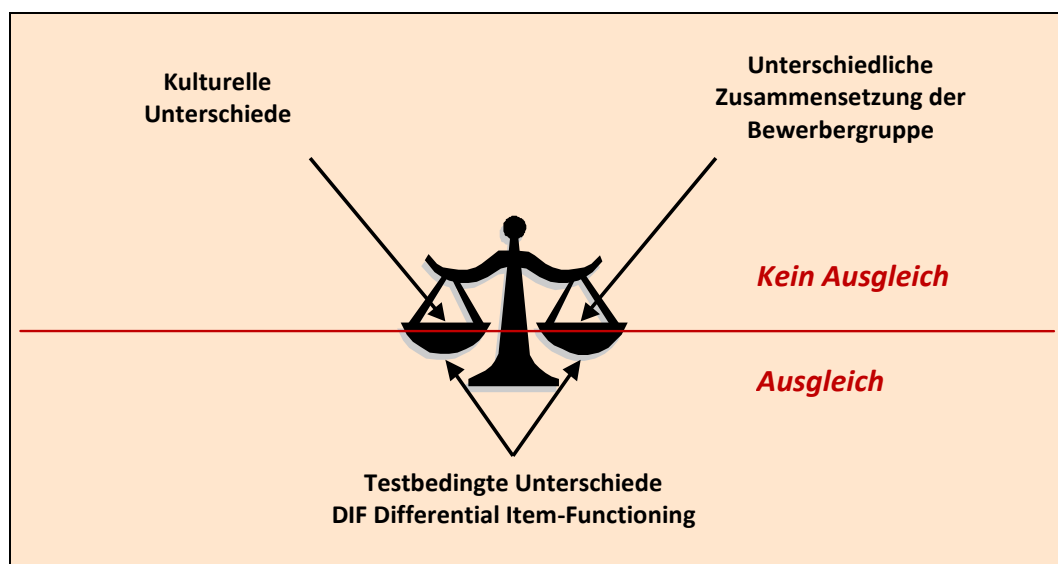 Kulturelle
Unterschiede
Unterschiedliche
Zusammensetzung der
Bewerbergruppe
Kein Ausgleich
Ausgleich
Testbedingte Unterschiede
DIF Differential Item-Functioning